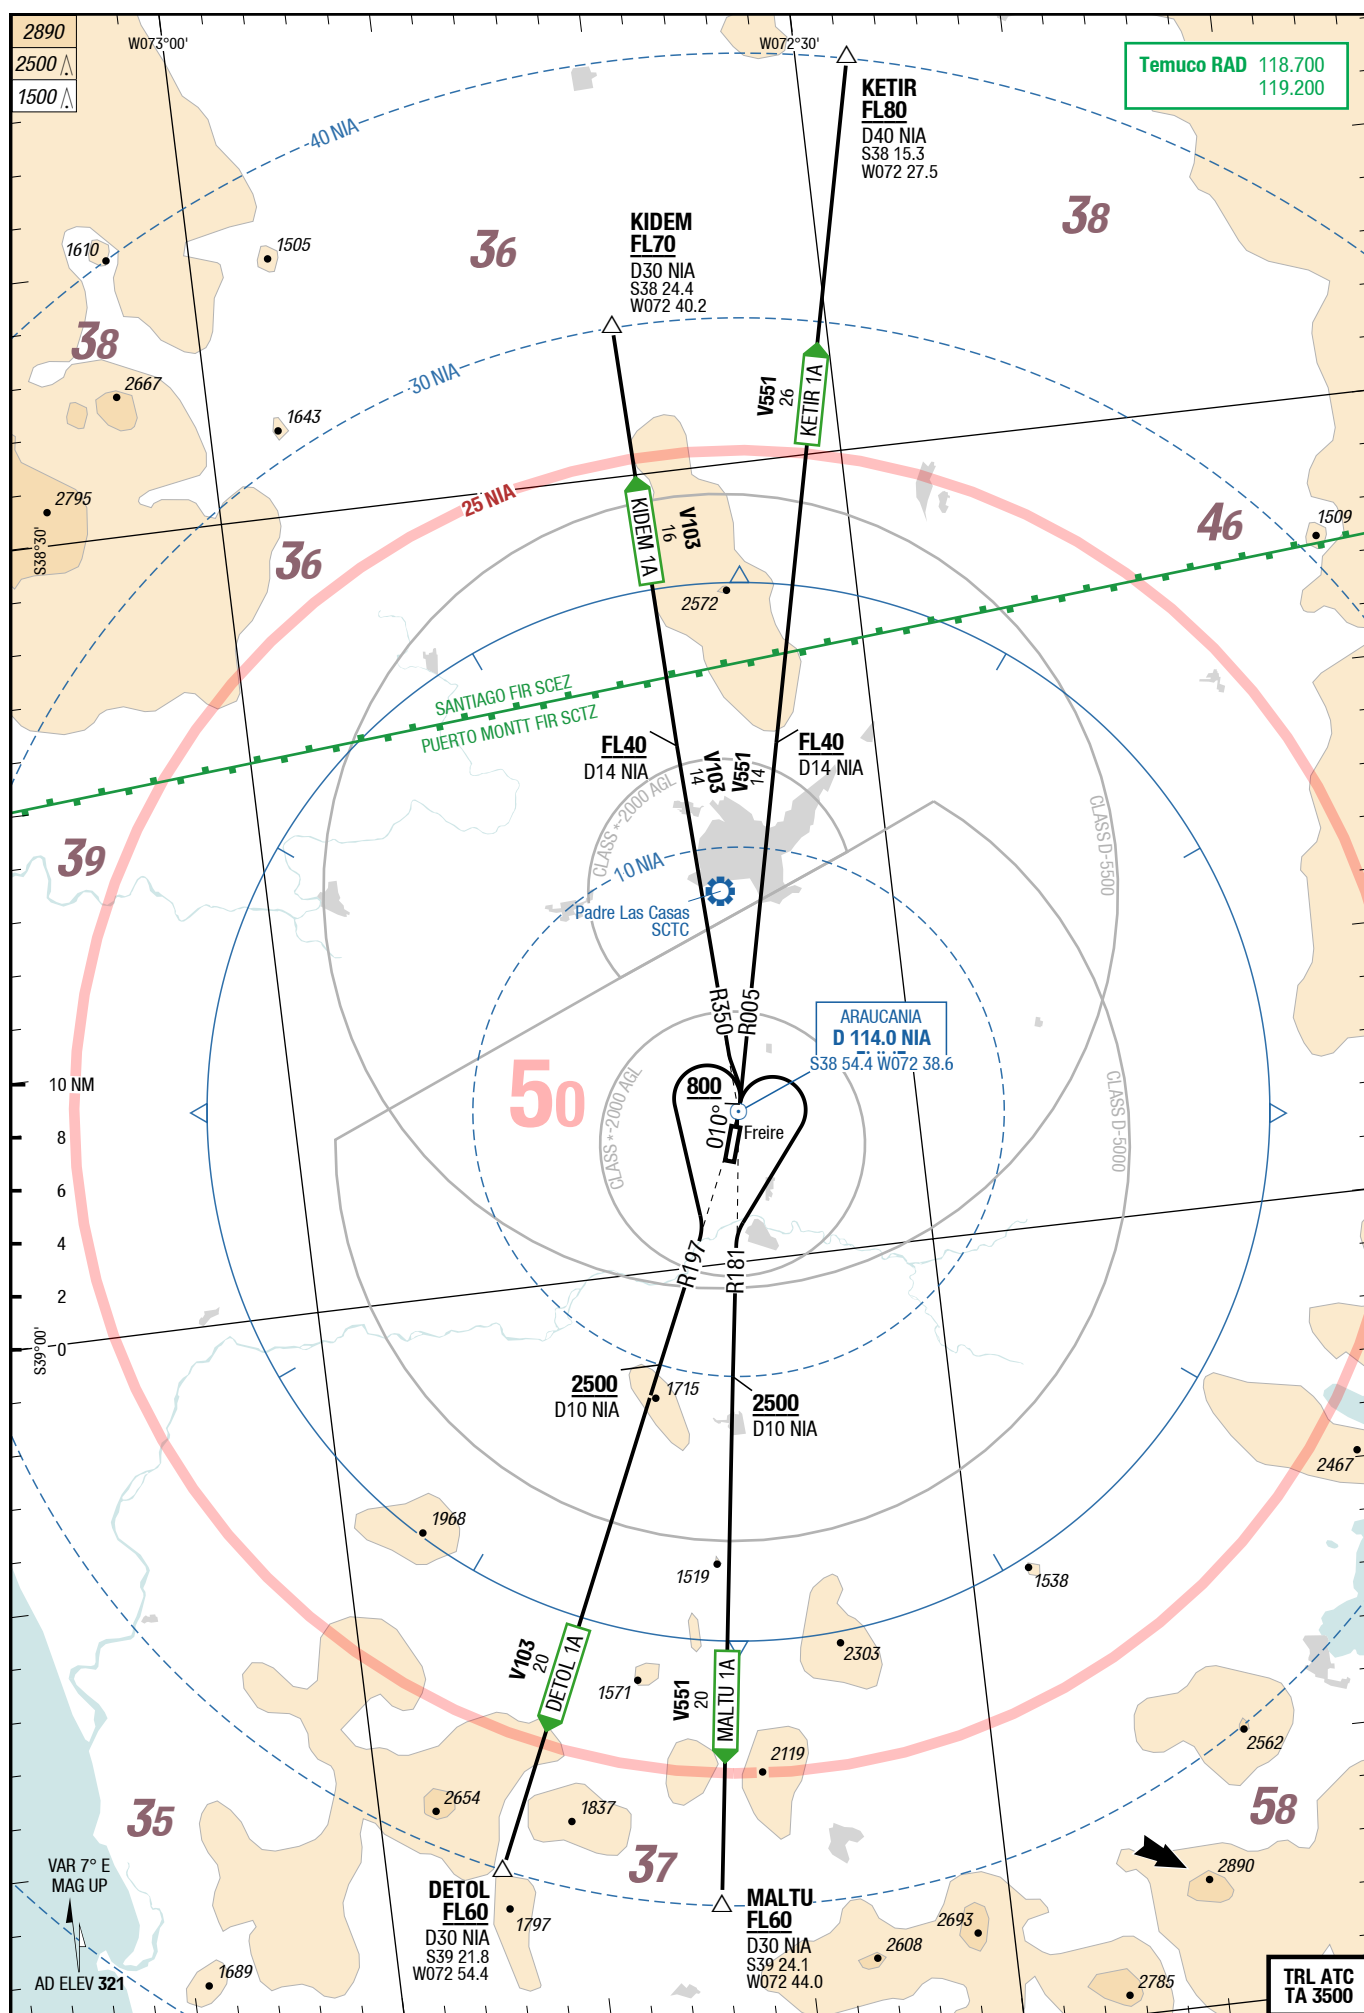 2890
2500
1500
W073°00'
W072°30'
Temuco RAD 118.700
119.200
KETIR
FL80
D40 NIA
S38 15.3
W072 27.5
40 NIA
38
KIDEM
FL70
D30 NIA
S38 24.4
W072 40.2
36
1610
1505
38
30 NIA
2667
1643
V551
26
KETIR 1A
2795
25 NIA
S38°30'
36
KIDEM 1A
V103
16
46
1509
2572
SANTIAGO FIR SCEZ
PUERTO MONTT FIR SCTZ
FL40
D14 NIA
V103
14
V551
14
FL40
D14 NIA
CLASS *-2000 AGL
CLASS D-5500
39
10 NIA
Padre Las Casas
SCTC
R350
R005
ARAUCANIA
D 114.0 NIA
S38 54.4 W072 38.6
50
10 NM
8
6
4
2
0
800
010°
Freire
CLASS *-2000 AGL
CLASS D-5000
R197
R181
S39°00'
2500
D10 NIA
1715
2500
D10 NIA
2467
1968
1519
1538
V103
20
DETOL 1A
1571
V551
20
MALTU 1A
2303
2119
2562
2654
1837
35
37
58
2890
VAR 7° E
MAG UP
AD ELEV 321
DETOL
FL60
D30 NIA
S39 21.8
W072 54.4
1797
MALTU
FL60
D30 NIA
S39 24.1
W072 44.0
2693
2608
1689
2785
TRL ATC
TA 3500